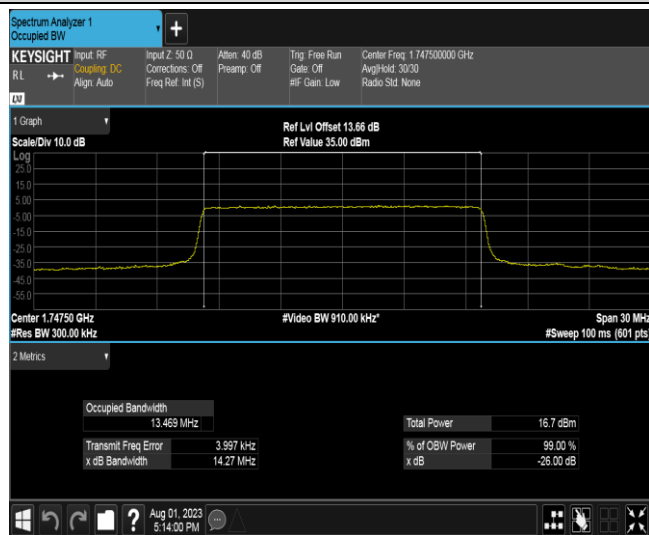 Spectrum Analyzer 1
Occupied BW
+
KEYSIGHT
RL
LXI
Input: RF
Coupling: DC
Align: Auto
Input Z: 50 Ω
Corrections: Off
Freq Ref: Int (S)
Atten: 40 dB
Preamp: Off
Trig: Free Run
Gate: Off
#IF Gain: Low
Center Freq: 1.747500000 GHz
Avg|Hold: 30/30
Radio Std: None
1 Graph
Scale/Div 10.0 dB
Ref Lvl Offset 13.66 dB
Ref Value 35.00 dBm
Log
25.0
15.0
5.00
-5.00
-15.0
-25.0
-35.0
-45.0
-55.0
Center 1.74750 GHz
#Video BW 910.00 kHz*
Span 30 MHz
#Res BW 300.00 kHz
#Sweep 100 ms (601 pts)
2 Metrics
Occupied Bandwidth
13.469 MHz
Total Power 16.7 dBm
Transmit Freq Error 3.997 kHz
% of OBW Power 99.00 %
x dB Bandwidth 14.27 MHz
x dB -26.00 dB
?
Aug 01, 2023
5:14:00 PM